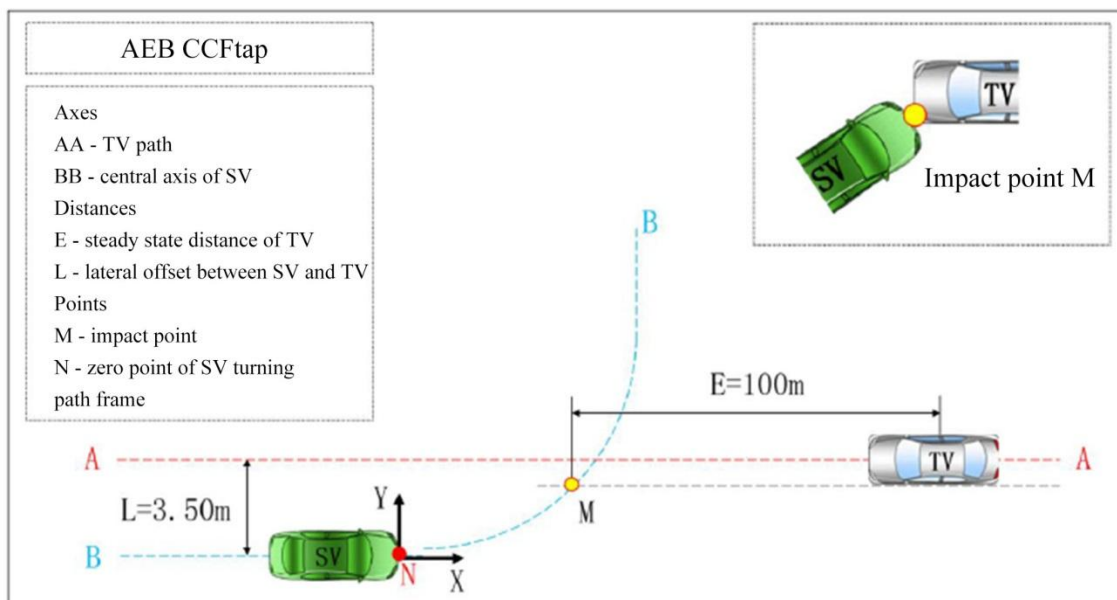 AEB CCFtap
Axes
AA - TV path
BB - central axis of SV
Distances
E - steady state distance of TV
L - lateral offset between SV and TV
Points
M - impact point
N - zero point of SV turning
path frame
TV
SV
Impact point M
B
E=100m
A
TV
A
L=3.50m
M
Y
B
SV
N
X